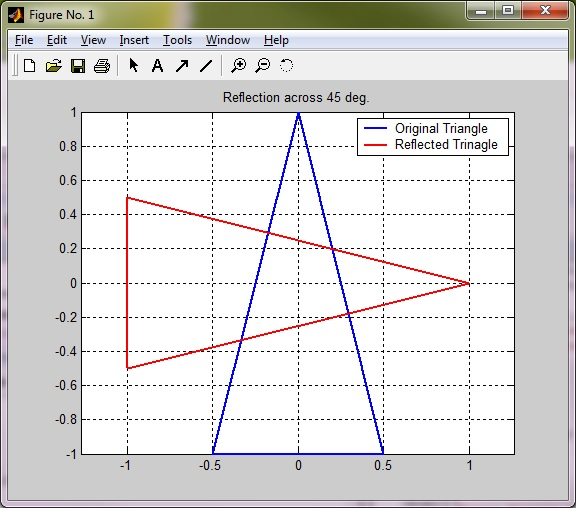 Figure No. 1
File Edit View Insert Tools Window Help
A
Reflection across 45 deg.
Original Triangle
Reflected Trinagle
1
0.8
0.6
0.4
0.2
0
-0.2
-0.4
-0.6
-0.8
-1
-1 -0.5 0 0.5 1